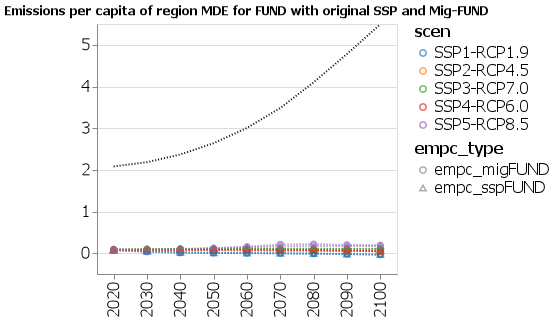 Emissions per capita of region MDE for FUND with original SSP and Mig-FUND
scen
SSP1-RCP1.9
SSP2-RCP4.5
SSP3-RCP7.0
SSP4-RCP6.0
SSP5-RCP8.5
empc_type
empc_migFUND
empc_sspFUND
5
4
3
2
1
0
2020
2030
2040
2050
2060
2070
2080
2090
2100